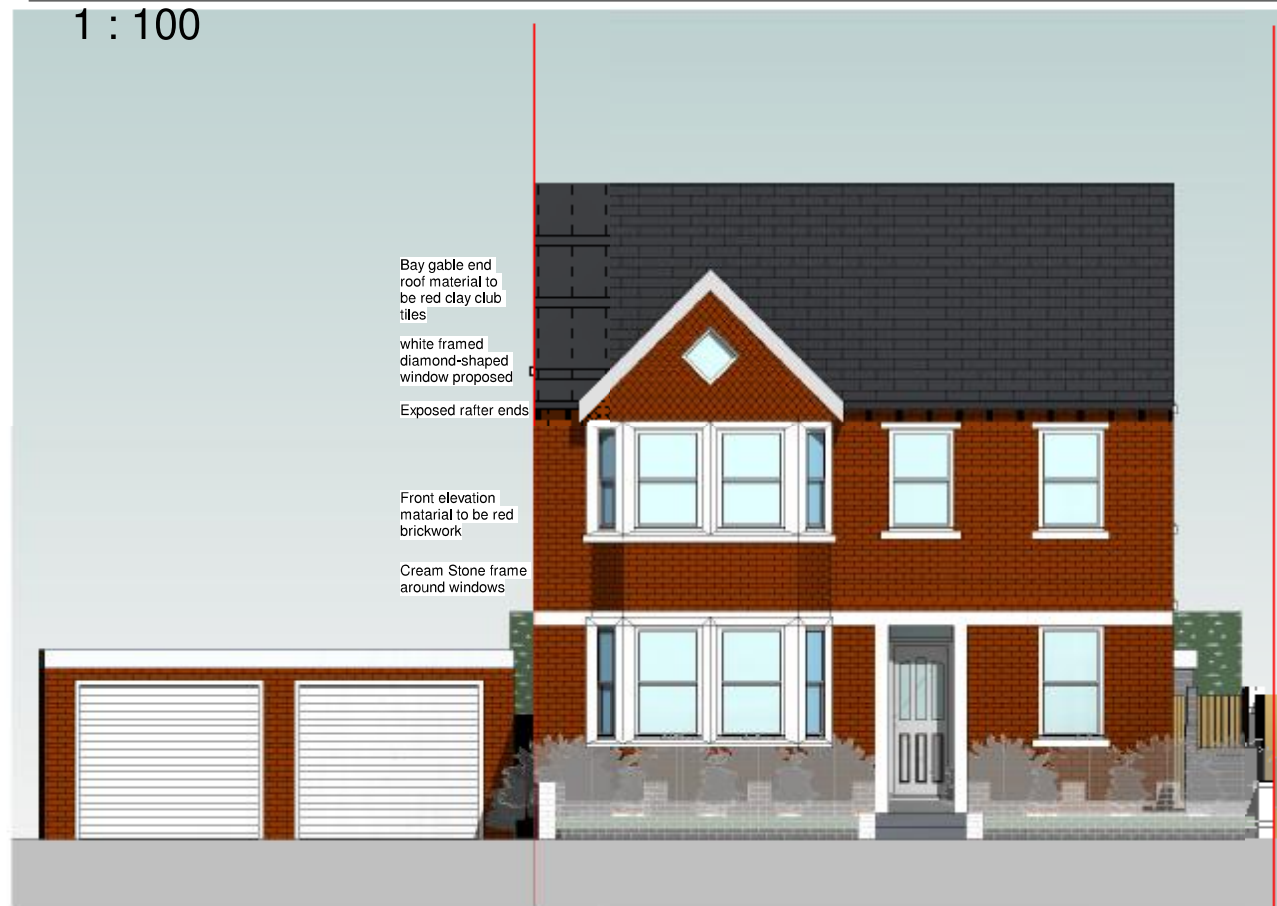 1 : 100
Bay gable end
roof material to
be red clay club
tiles
white framed
diamond-shaped
window proposed
Exposed rafter ends
Front elevation
matarial to be red
brickwork
Cream Stone frame
around windows